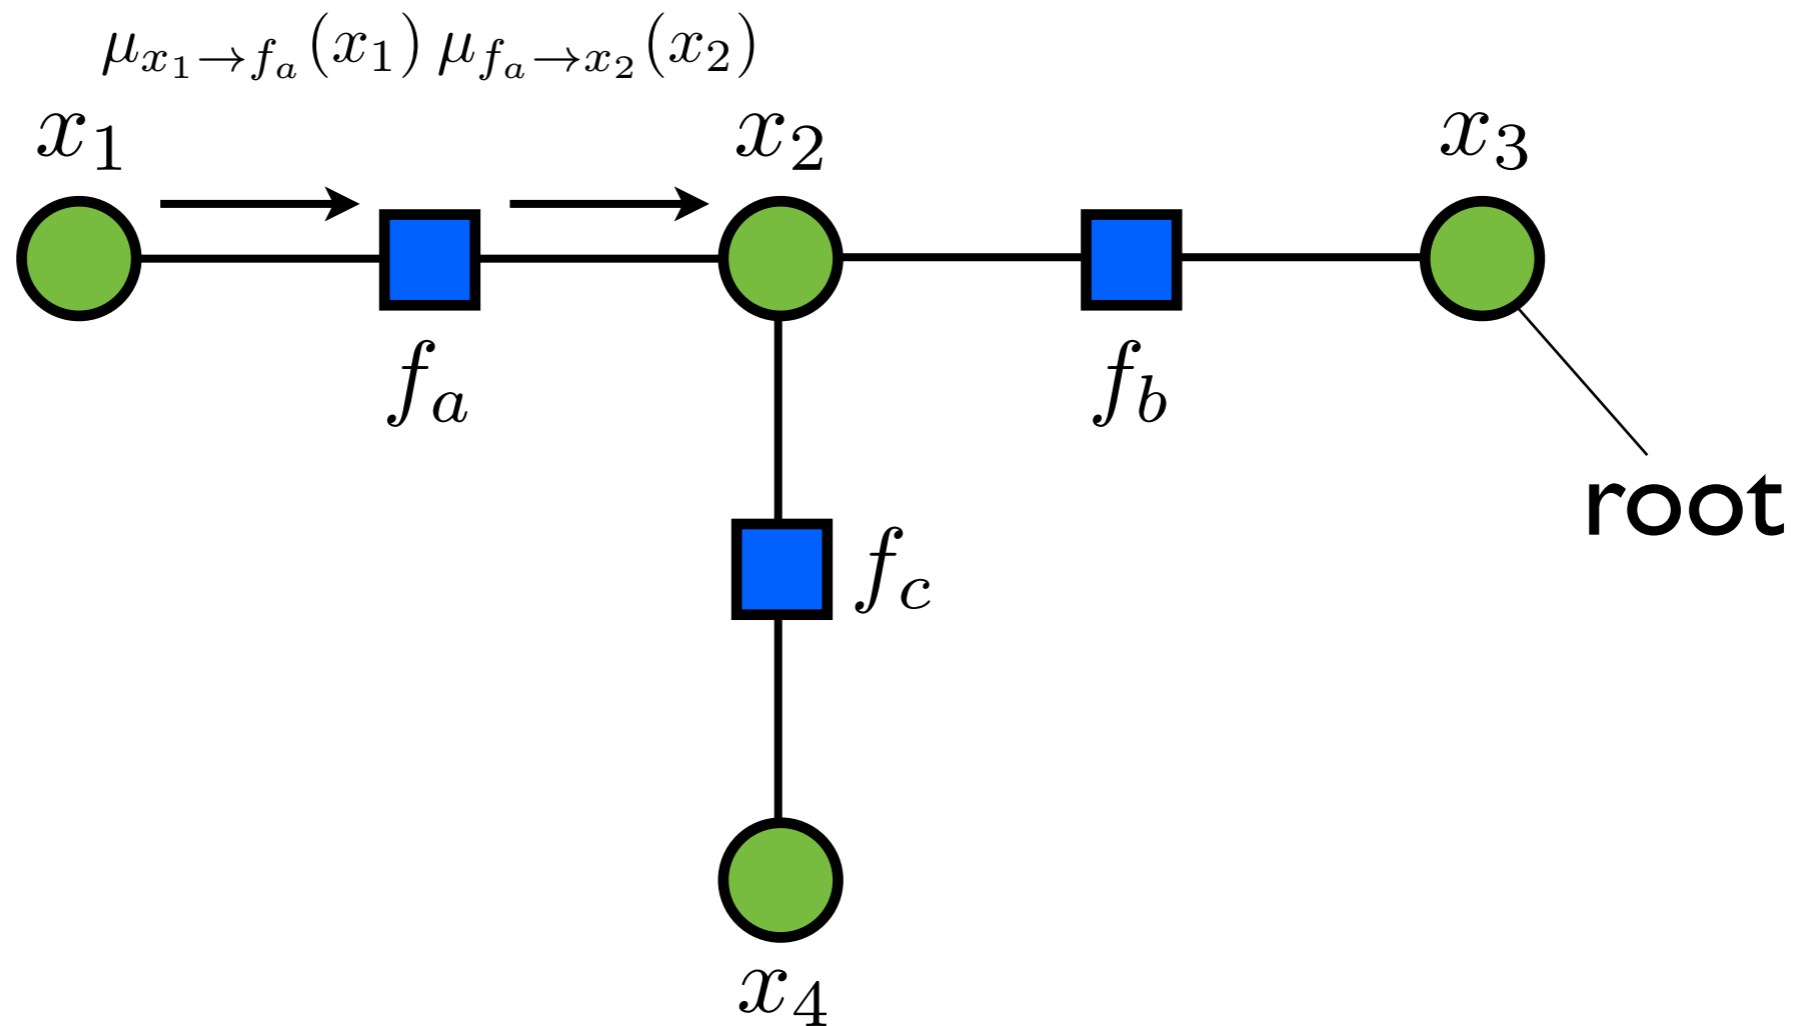 μ_{x_1→f_a}(x_1) μ_{f_a→x_2}(x_2)
x_1 x_2 x_3
f_a f_b
root
f_c
x_4